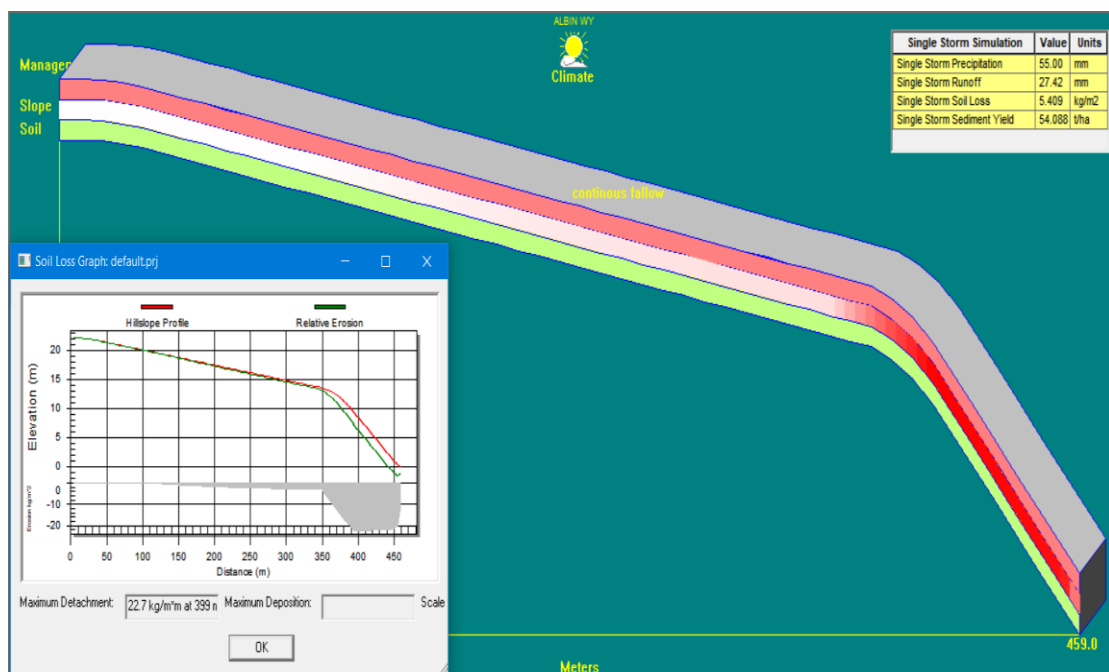 ALBIN WY
Climate
Manager
Slope
Soil
continous fallow
Single Storm Simulation Value Units
Single Storm Precipitation 55.00 mm
Single Storm Runoff 27.42 mm
Single Storm Soil Loss 5.409 kg/m2
Single Storm Sediment Yield 54.088 t/ha
Soil Loss Graph: default.prj
Hillslope Profile Relative Erosion
Elevation (m)
20
15
10
5
0
Erosion kg/m^2
0
-10
-20
0 50 100 150 200 250 300 350 400 450
Distance (m)
Maximum Detachment: 22.7 kg/m*m at 399 n Maximum Deposition: Scale
OK
459.0
Meters